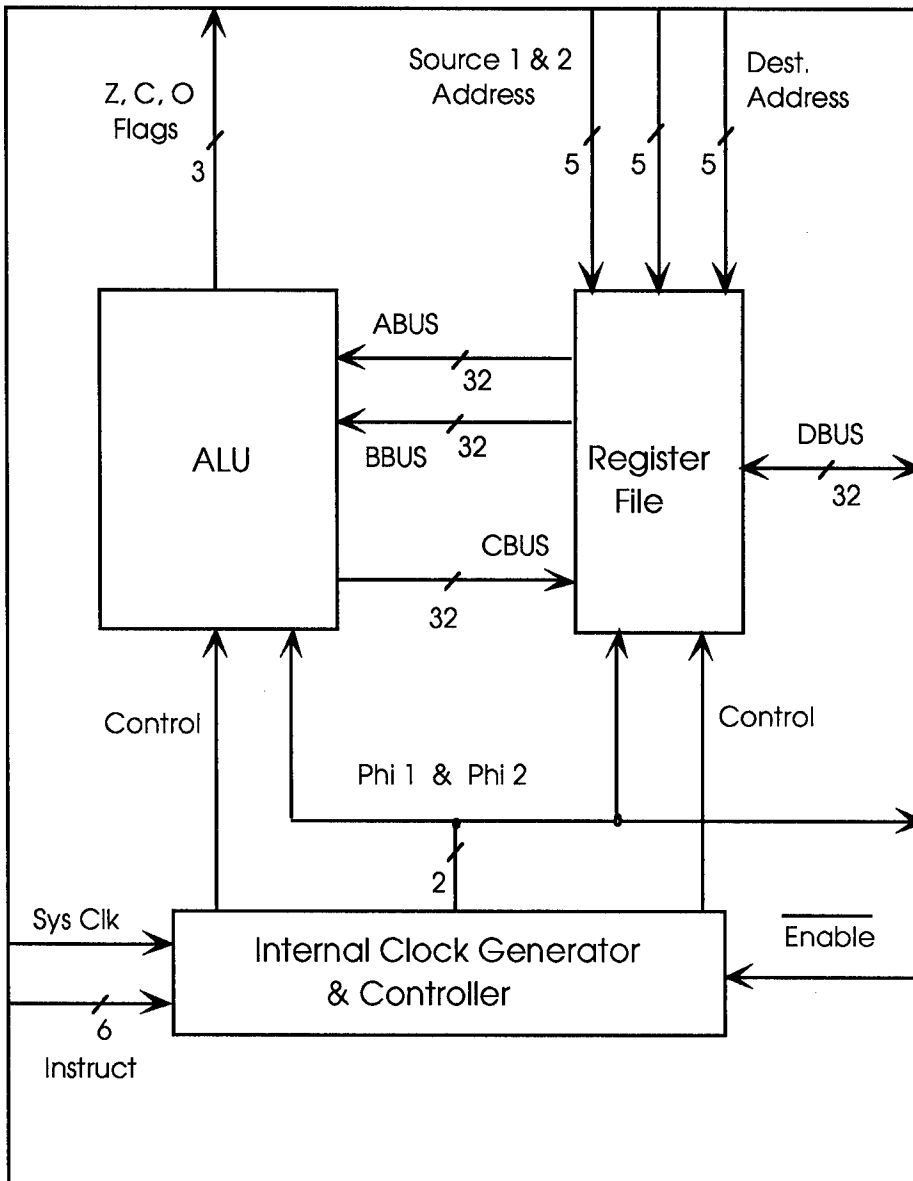 Z, C, O
Flags
3
Source 1 & 2
Address
Dest.
Address
5
5
5
ABUS
32
BBUS
32
ALU
Register
File
DBUS
32
CBUS
32
Control
Control
Phi 1 & Phi 2
2
Sys Clk
Internal Clock Generator
& Controller
Enable
6
Instruct